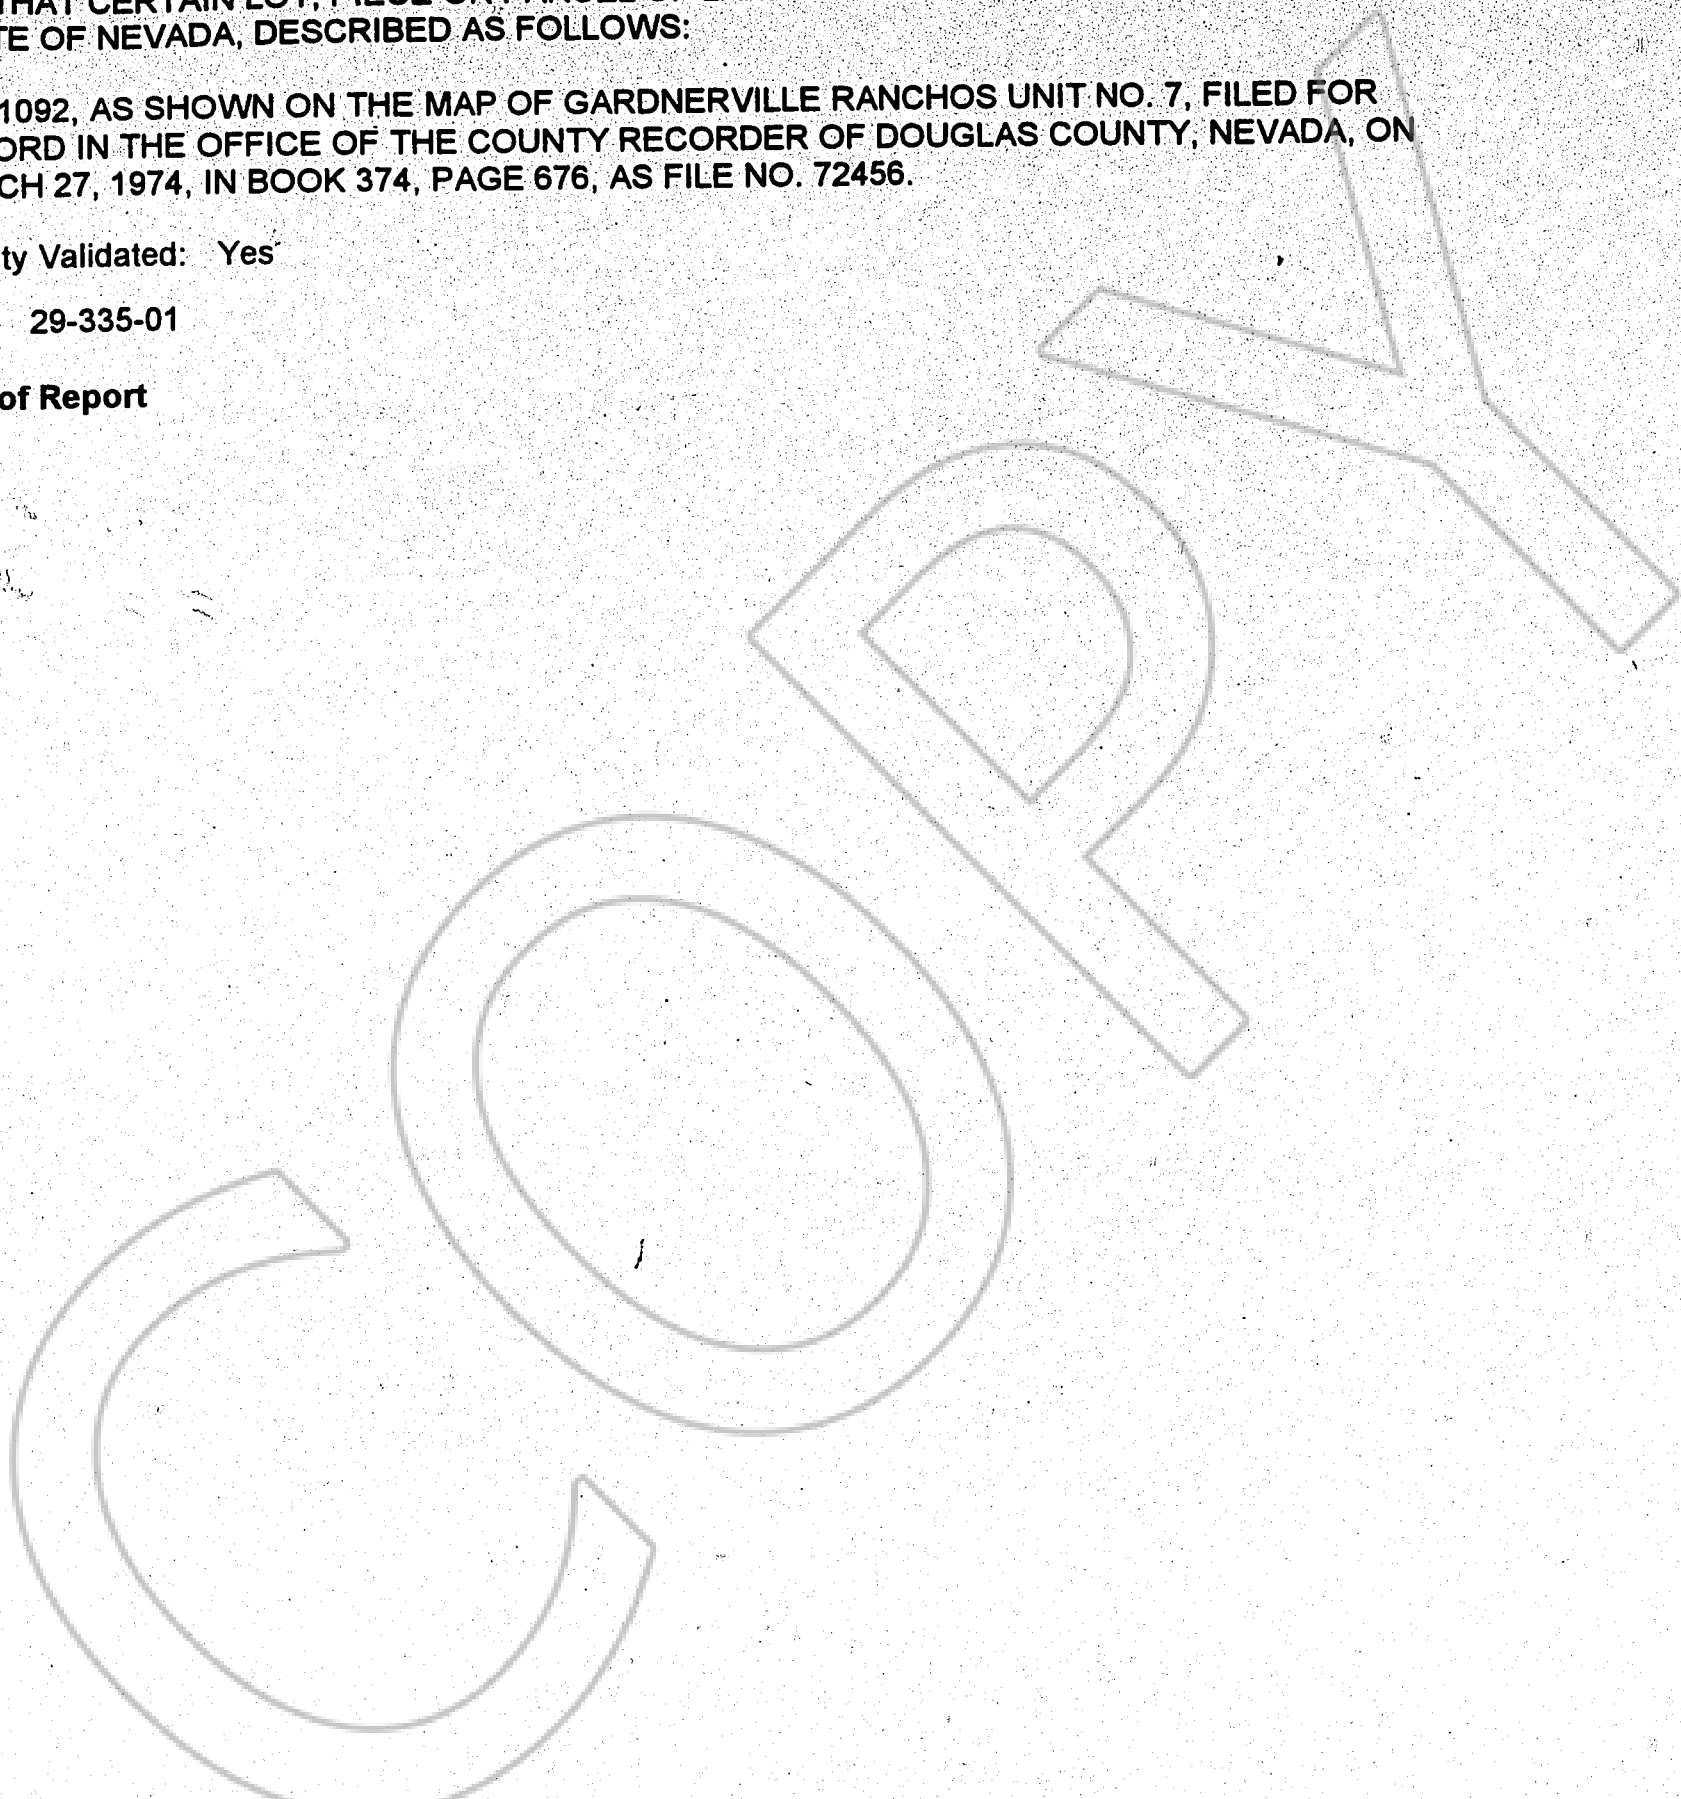 THAT CERTAIN LOT, PIECE OR PARCEL OF
TE OF NEVADA, DESCRIBED AS FOLLOWS:
1092, AS SHOWN ON THE MAP OF GARDNERVILLE RANCHOS UNIT NO. 7, FILED FOR
ORD IN THE OFFICE OF THE COUNTY RECORDER OF DOUGLAS COUNTY, NEVADA, ON
CH 27, 1974, IN BOOK 374, PAGE 676, AS FILE NO. 72456.
ty Validated: Yes
29-335-01
of Report
COPY